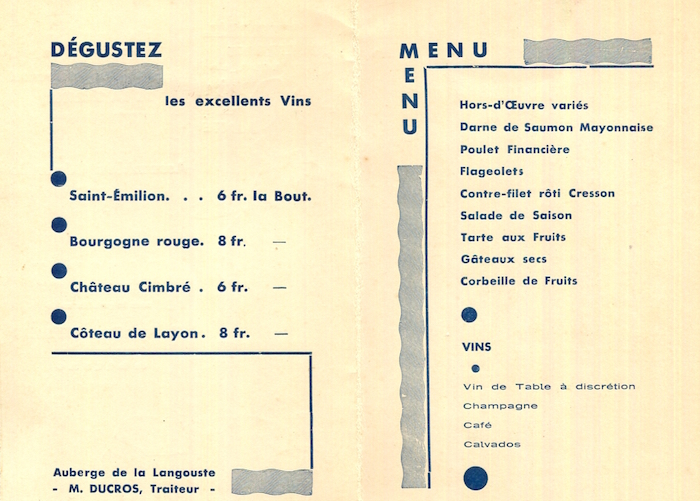 DÉGUSTEZ
les excellents Vins
Saint-Émilion. . . 6 fr. la Bout.
Bourgogne rouge. 8 fr. —
Château Cimbré . 6 fr. —
Côteau de Layon. 8 fr. —
Auberge de la Langouste
- M. DUCROS, Traiteur -
MENU
MENU
Hors-d'Œuvre variés
Darne de Saumon Mayonnaise
Poulet Financière
Flageolets
Contre-filet rôti Cresson
Salade de Saison
Tarte aux Fruits
Gâteaux secs
Corbeille de Fruits
VINS
Vin de Table à discrétion
Champagne
Café
Calvados